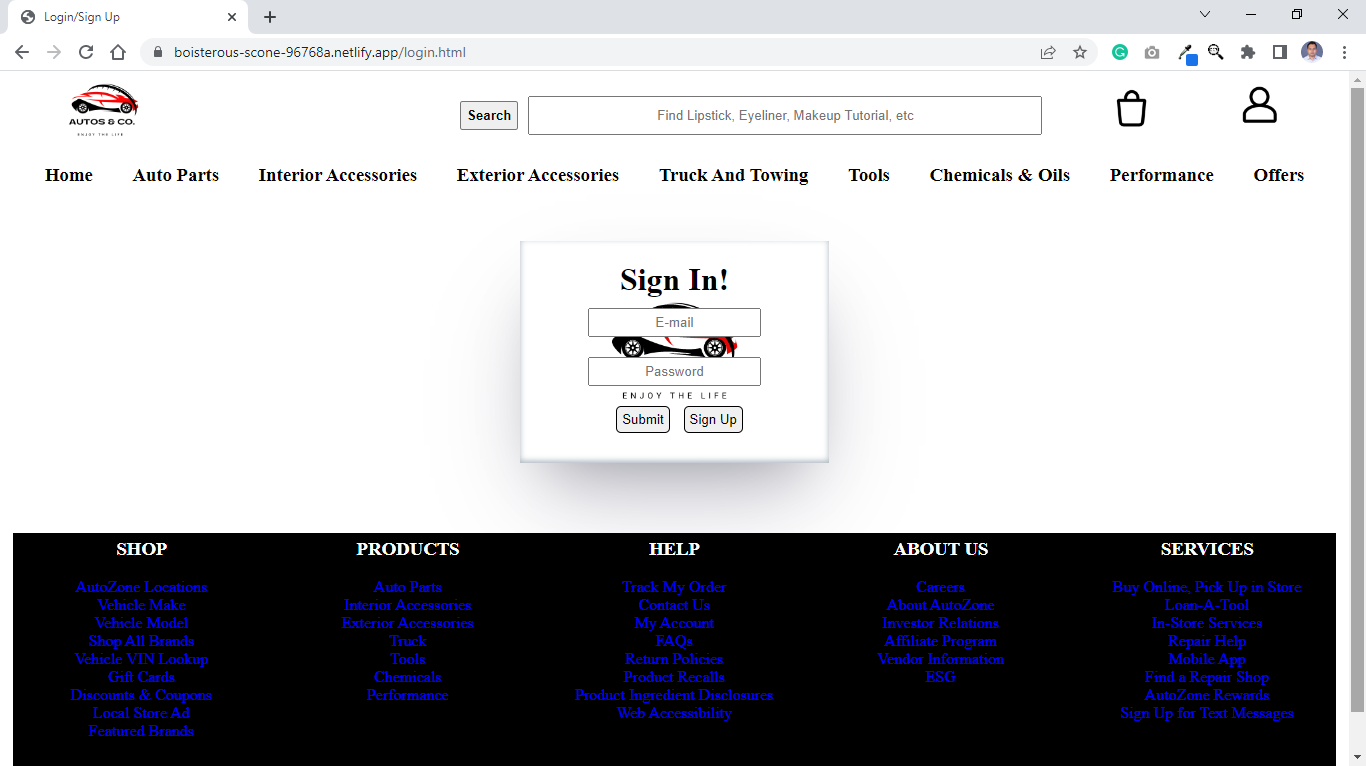 Login/Sign Up
boisterous-scone-96768a.netlify.app/login.html
AUTOS & CO.
ENJOY THE LIFE
Search
Find Lipstick, Eyeliner, Makeup Tutorial, etc
Home Auto Parts Interior Accessories Exterior Accessories Truck And Towing Tools Chemicals & Oils Performance Offers
Sign In!
E-mail
Password
ENJOY THE LIFE
Submit Sign Up
SHOP
AutoZone Locations
Vehicle Make
Vehicle Model
Shop All Brands
Vehicle VIN Lookup
Gift Cards
Discounts & Coupons
Local Store Ad
Featured Brands
PRODUCTS
Auto Parts
Interior Accessories
Exterior Accessories
Truck
Tools
Chemicals
Performance
HELP
Track My Order
Contact Us
My Account
FAQs
Return Policies
Product Recalls
Product Ingredient Disclosures
Web Accessibility
ABOUT US
Careers
About AutoZone
Investor Relations
Affiliate Program
Vendor Information
ESG
SERVICES
Buy Online, Pick Up in Store
Loan-A-Tool
In-Store Services
Repair Help
Mobile App
Find a Repair Shop
AutoZone Rewards
Sign Up for Text Messages